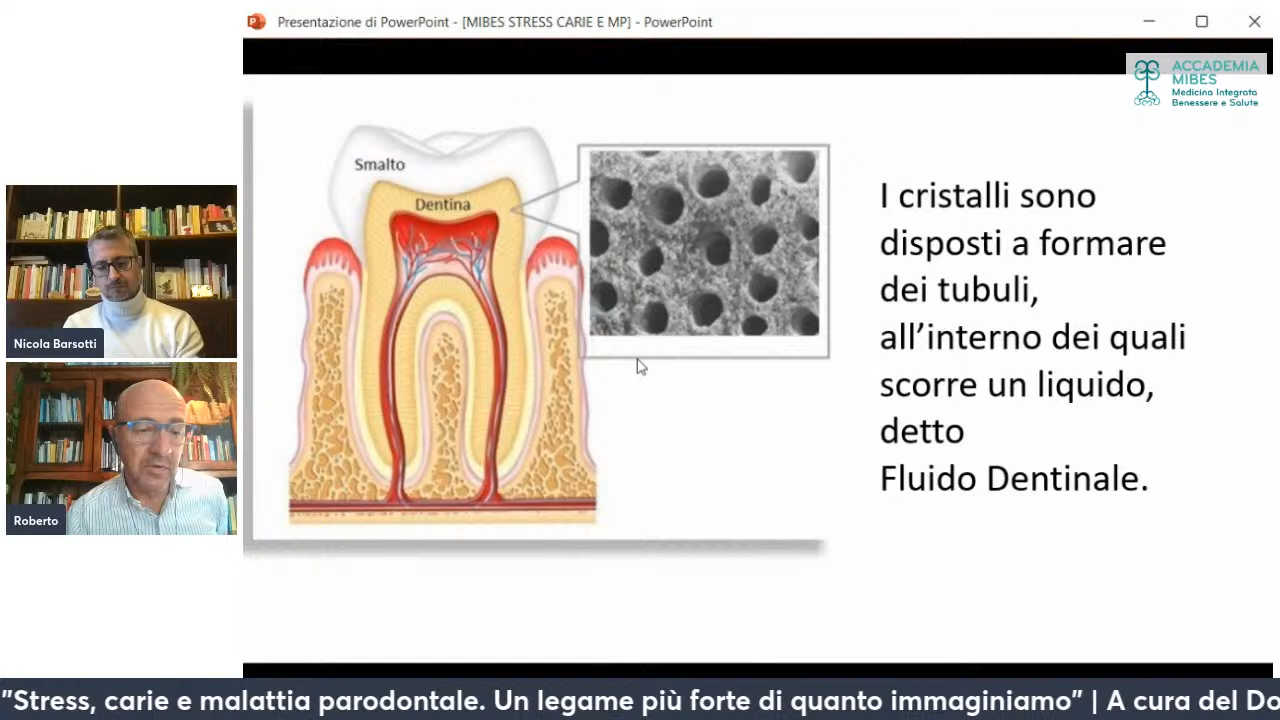 Presentazione di PowerPoint - [MIBES STRESS CARIE E MP] - PowerPoint
ACCADEMIA
MIBES
Medicina Integrata
Benessere e Salute
Smalto
Dentina
I cristalli sono
disposti a formare
dei tubuli,
all’interno dei quali
scorre un liquido,
detto
Fluido Dentinale.
Nicola Barsotti
Roberto
"Stress, carie e malattia parodontale. Un legame più forte di quanto immaginiamo" | A cura del Do